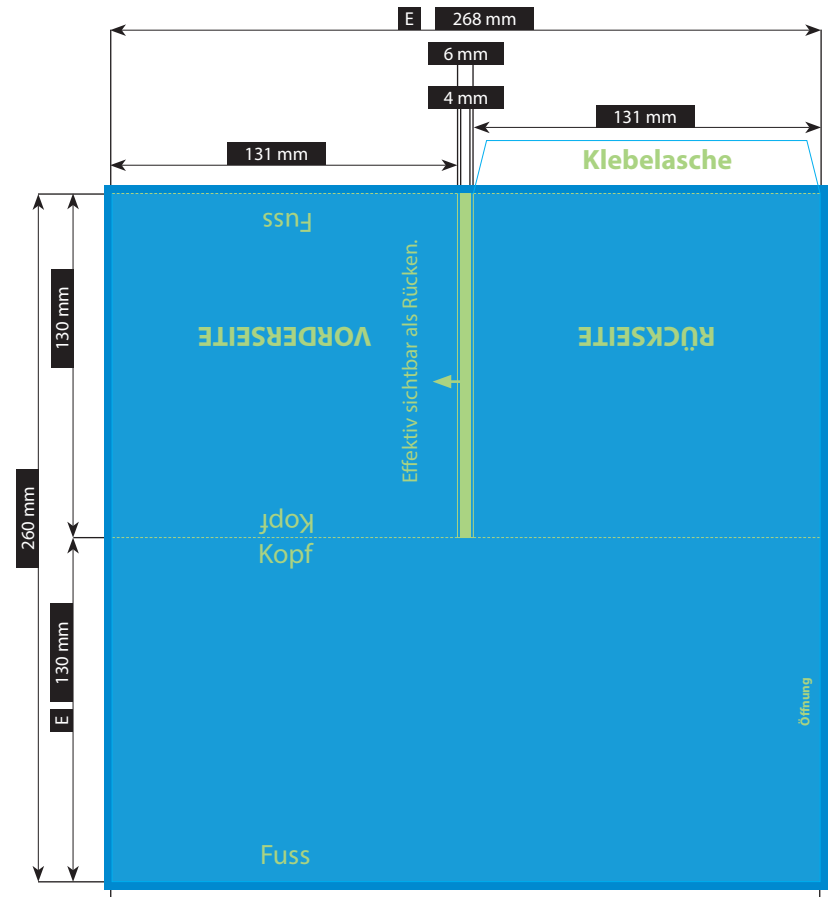 E 268 mm
6 mm
4 mm
131 mm
131 mm
Klebelasche
Fuss
130 mm
Effektiv sichtbar als Rücken.
VORDERSEITE
RÜCKSEITE
260 mm
Kopf
Kopf
130 mm
E
Öffnung
Fuss